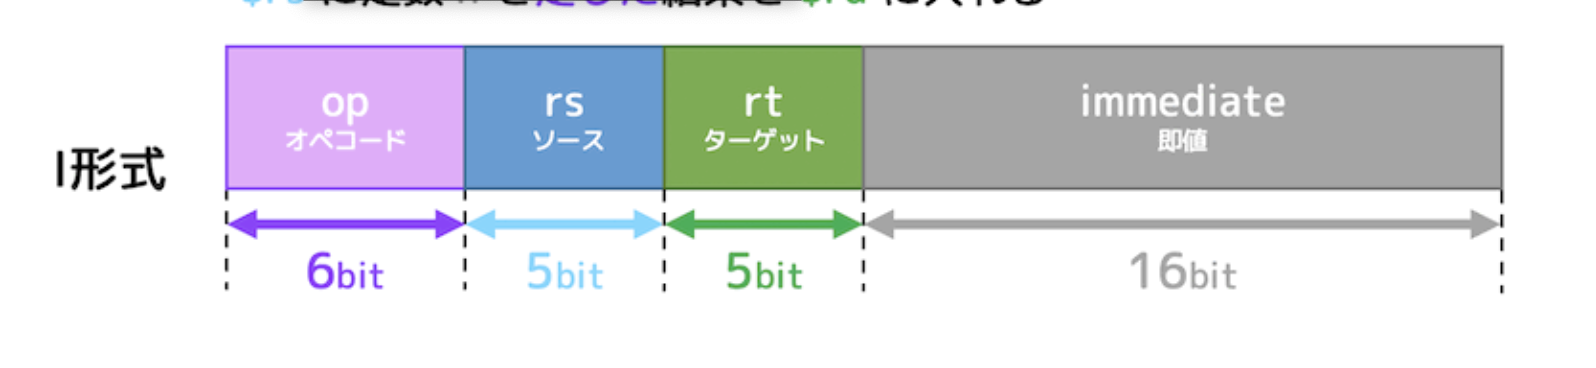 I形式
op
オペコード
rs
ソース
rt
ターゲット
immediate
即値
6bit
5bit
5bit
16bit